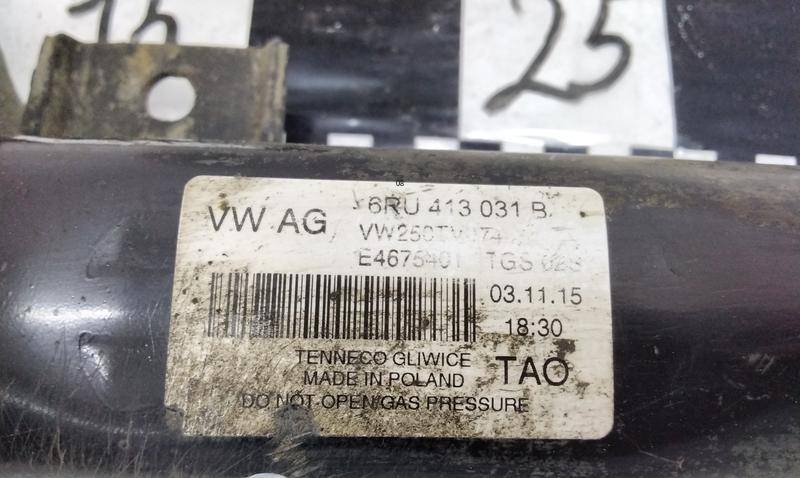 25
VW AG
6RU 413 031 B
E4675401 TGS
03.11.15
18:30
TENNECO GLIWICE
MADE IN POLAND
TAO
DO NOT OPEN/GAS PRESSURE